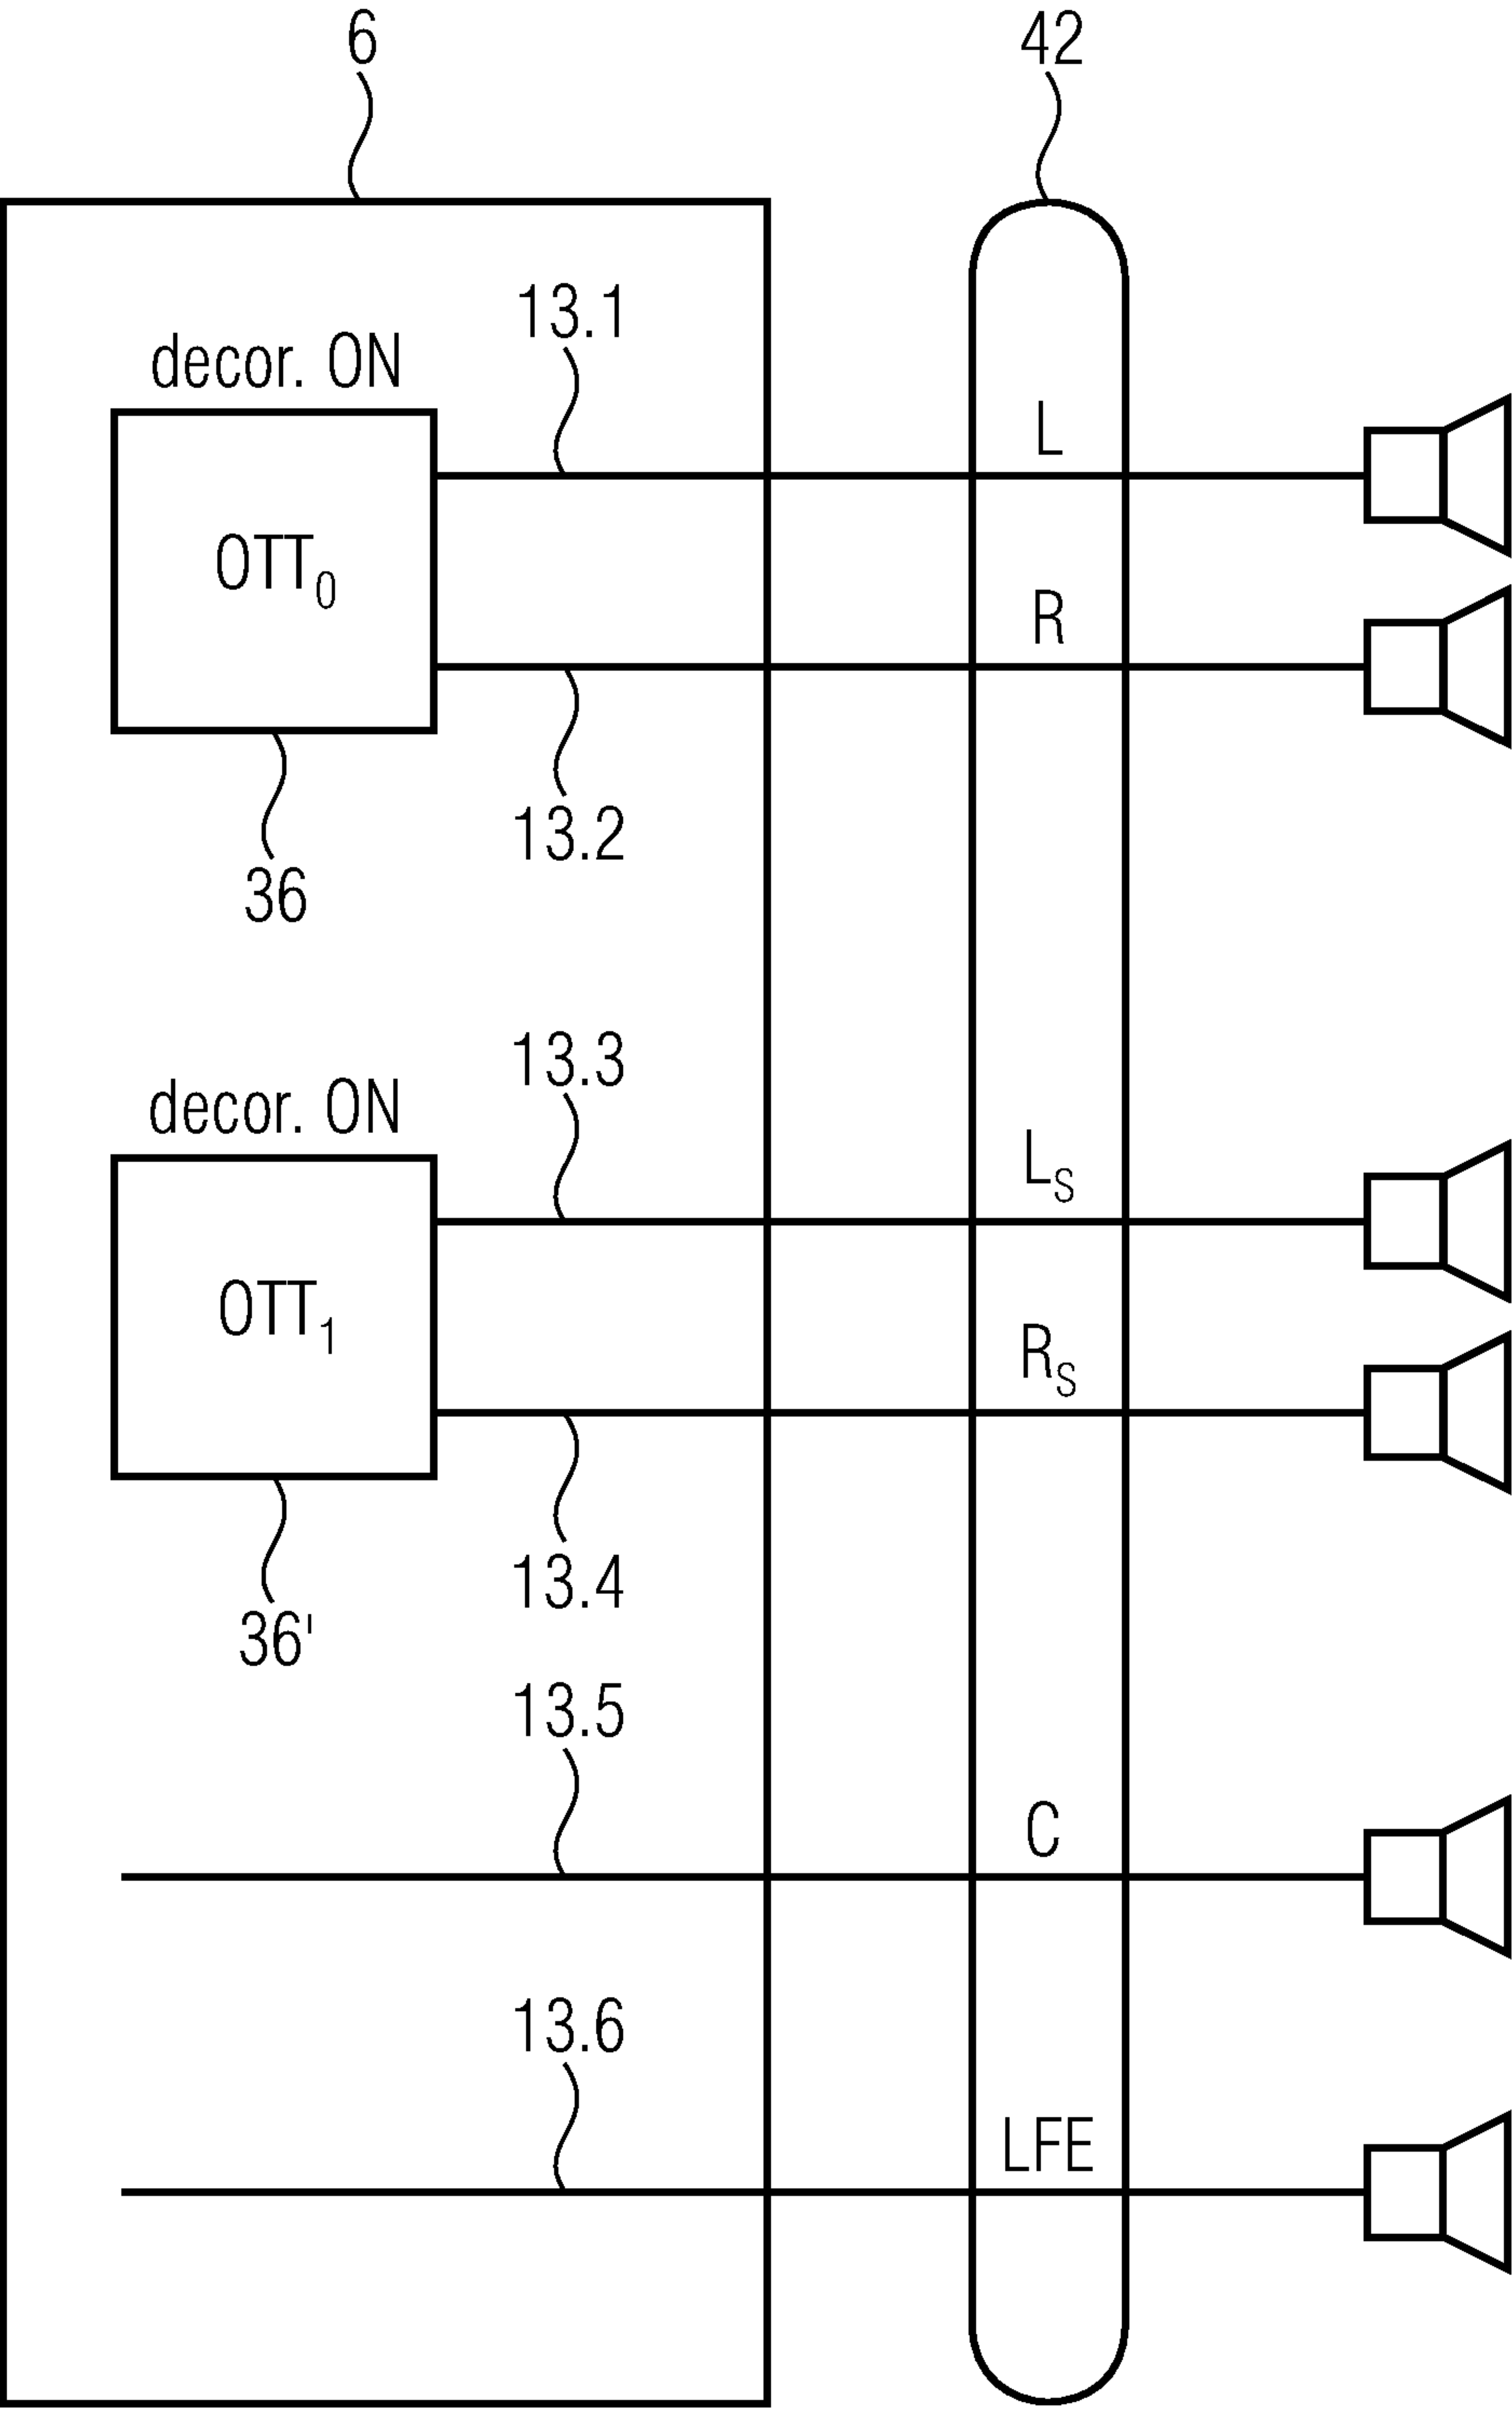 6
42
13.1
decor. ON
L
OTT0
R
13.2
36
13.3
decor. ON
LS
OTT1
RS
13.4
36'
13.5
C
13.6
LFE